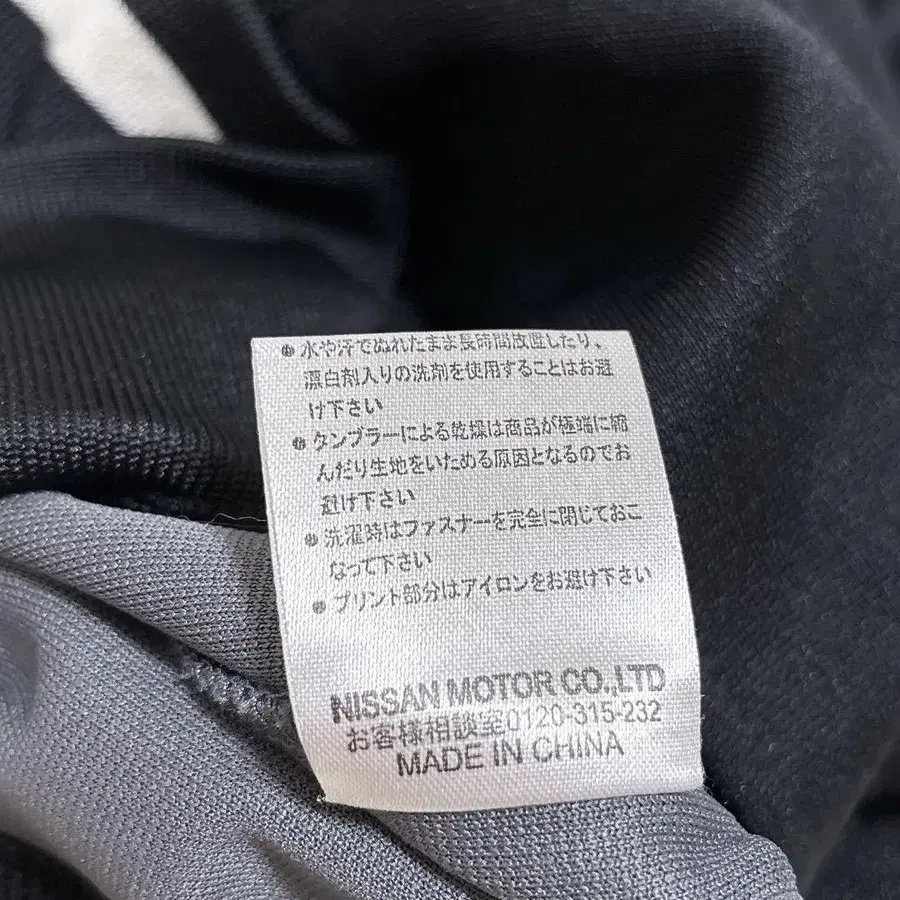 ● 水や汗でぬれたまま長時間放置したり、
漂白剤入りの洗剤を使用することはお避
け下さい
● タンブラーによる乾燥は商品が極端に縮
んだり生地をいためる原因となるのでお
避け下さい
● 洗濯時はファスナーを完全に閉じておこ
なって下さい
● プリント部分はアイロンをお避け下さい
NISSAN MOTOR CO.,LTD
お客様相談室0120-315-232
MADE IN CHINA